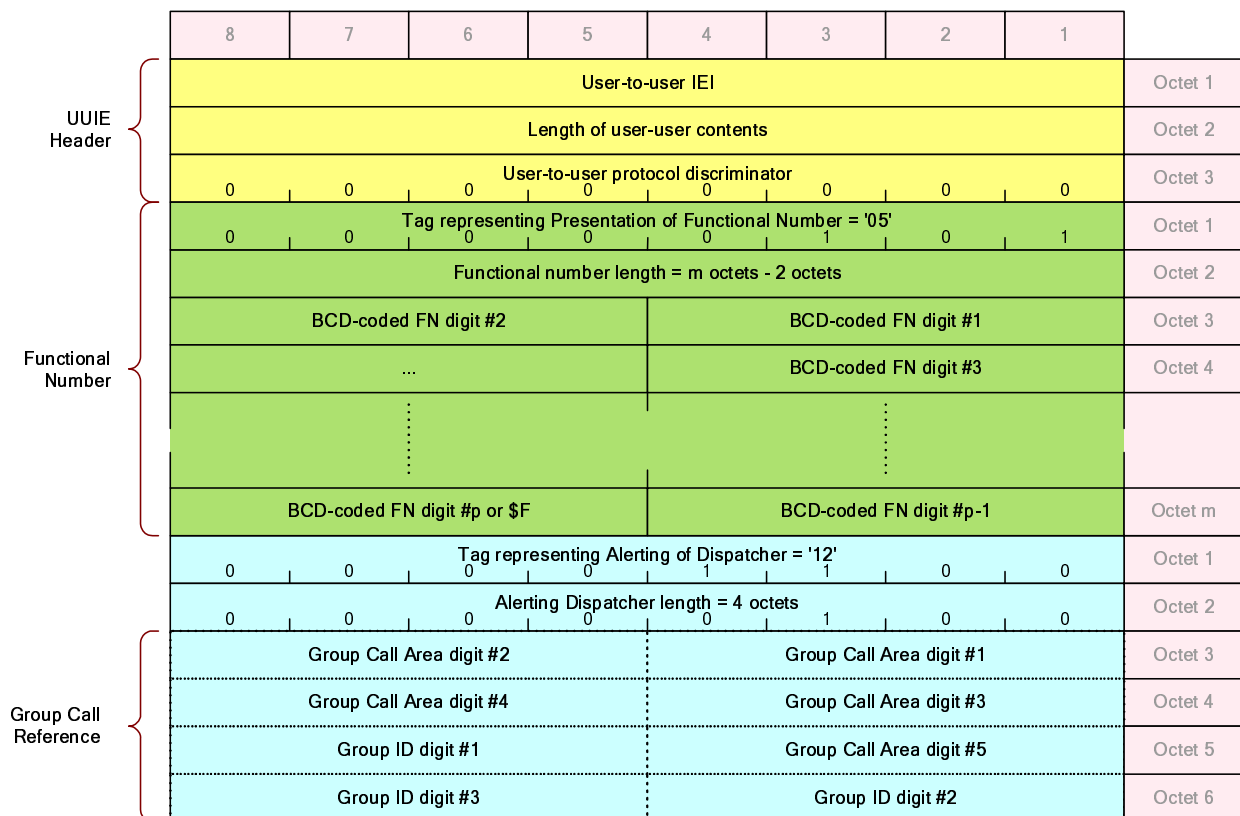 8 7 6 5 4 3 2 1
User-to-user IEI Octet 1
UUIE
Header
Length of user-user contents Octet 2
User-to-user protocol discriminator Octet 3
0 0 0 0 0 0 0 0
Tag representing Presentation of Functional Number = '05' Octet 1
0 0 0 0 0 1 0 1
Functional number length = m octets - 2 octets Octet 2
BCD-coded FN digit #2 BCD-coded FN digit #1 Octet 3
Functional
Number
... BCD-coded FN digit #3 Octet 4
BCD-coded FN digit #p or $F BCD-coded FN digit #p-1 Octet m
Tag representing Alerting of Dispatcher = '12' Octet 1
0 0 0 0 1 1 0 0
Alerting Dispatcher length = 4 octets Octet 2
0 0 0 0 0 1 0 0
Group Call Area digit #2 Group Call Area digit #1 Octet 3
Group Call Area digit #4 Group Call Area digit #3 Octet 4
Group Call
Reference
Group ID digit #1 Group Call Area digit #5 Octet 5
Group ID digit #3 Group ID digit #2 Octet 6